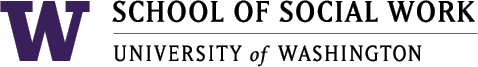 W
SCHOOL OF SOCIAL WORK
UNIVERSITY of WASHINGTON